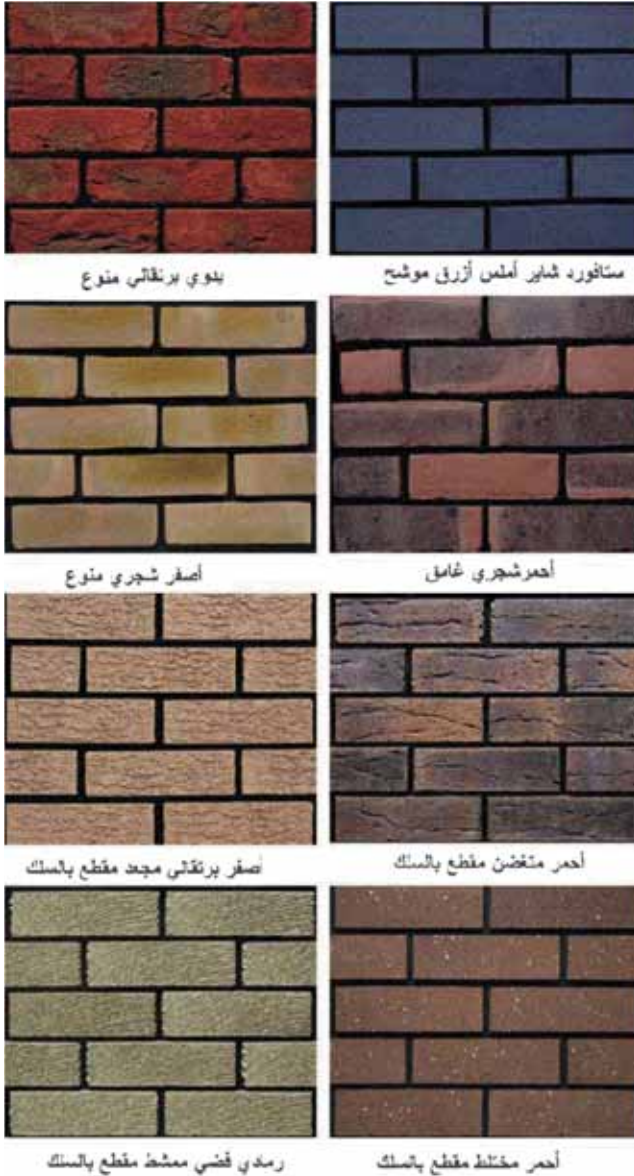 ستافورد شاير أملس أزرق موشح
يدوي برتقالي منوع
أحمرشجري غامق
أصفر شجري منوع
أحمر متغضن مقطع بالسلك
أصفر برتقالي مجعد مقطع بالسلك
أحمر مختلط مقطع بالسلك
رمادي فضي ممشط مقطع بالسلك